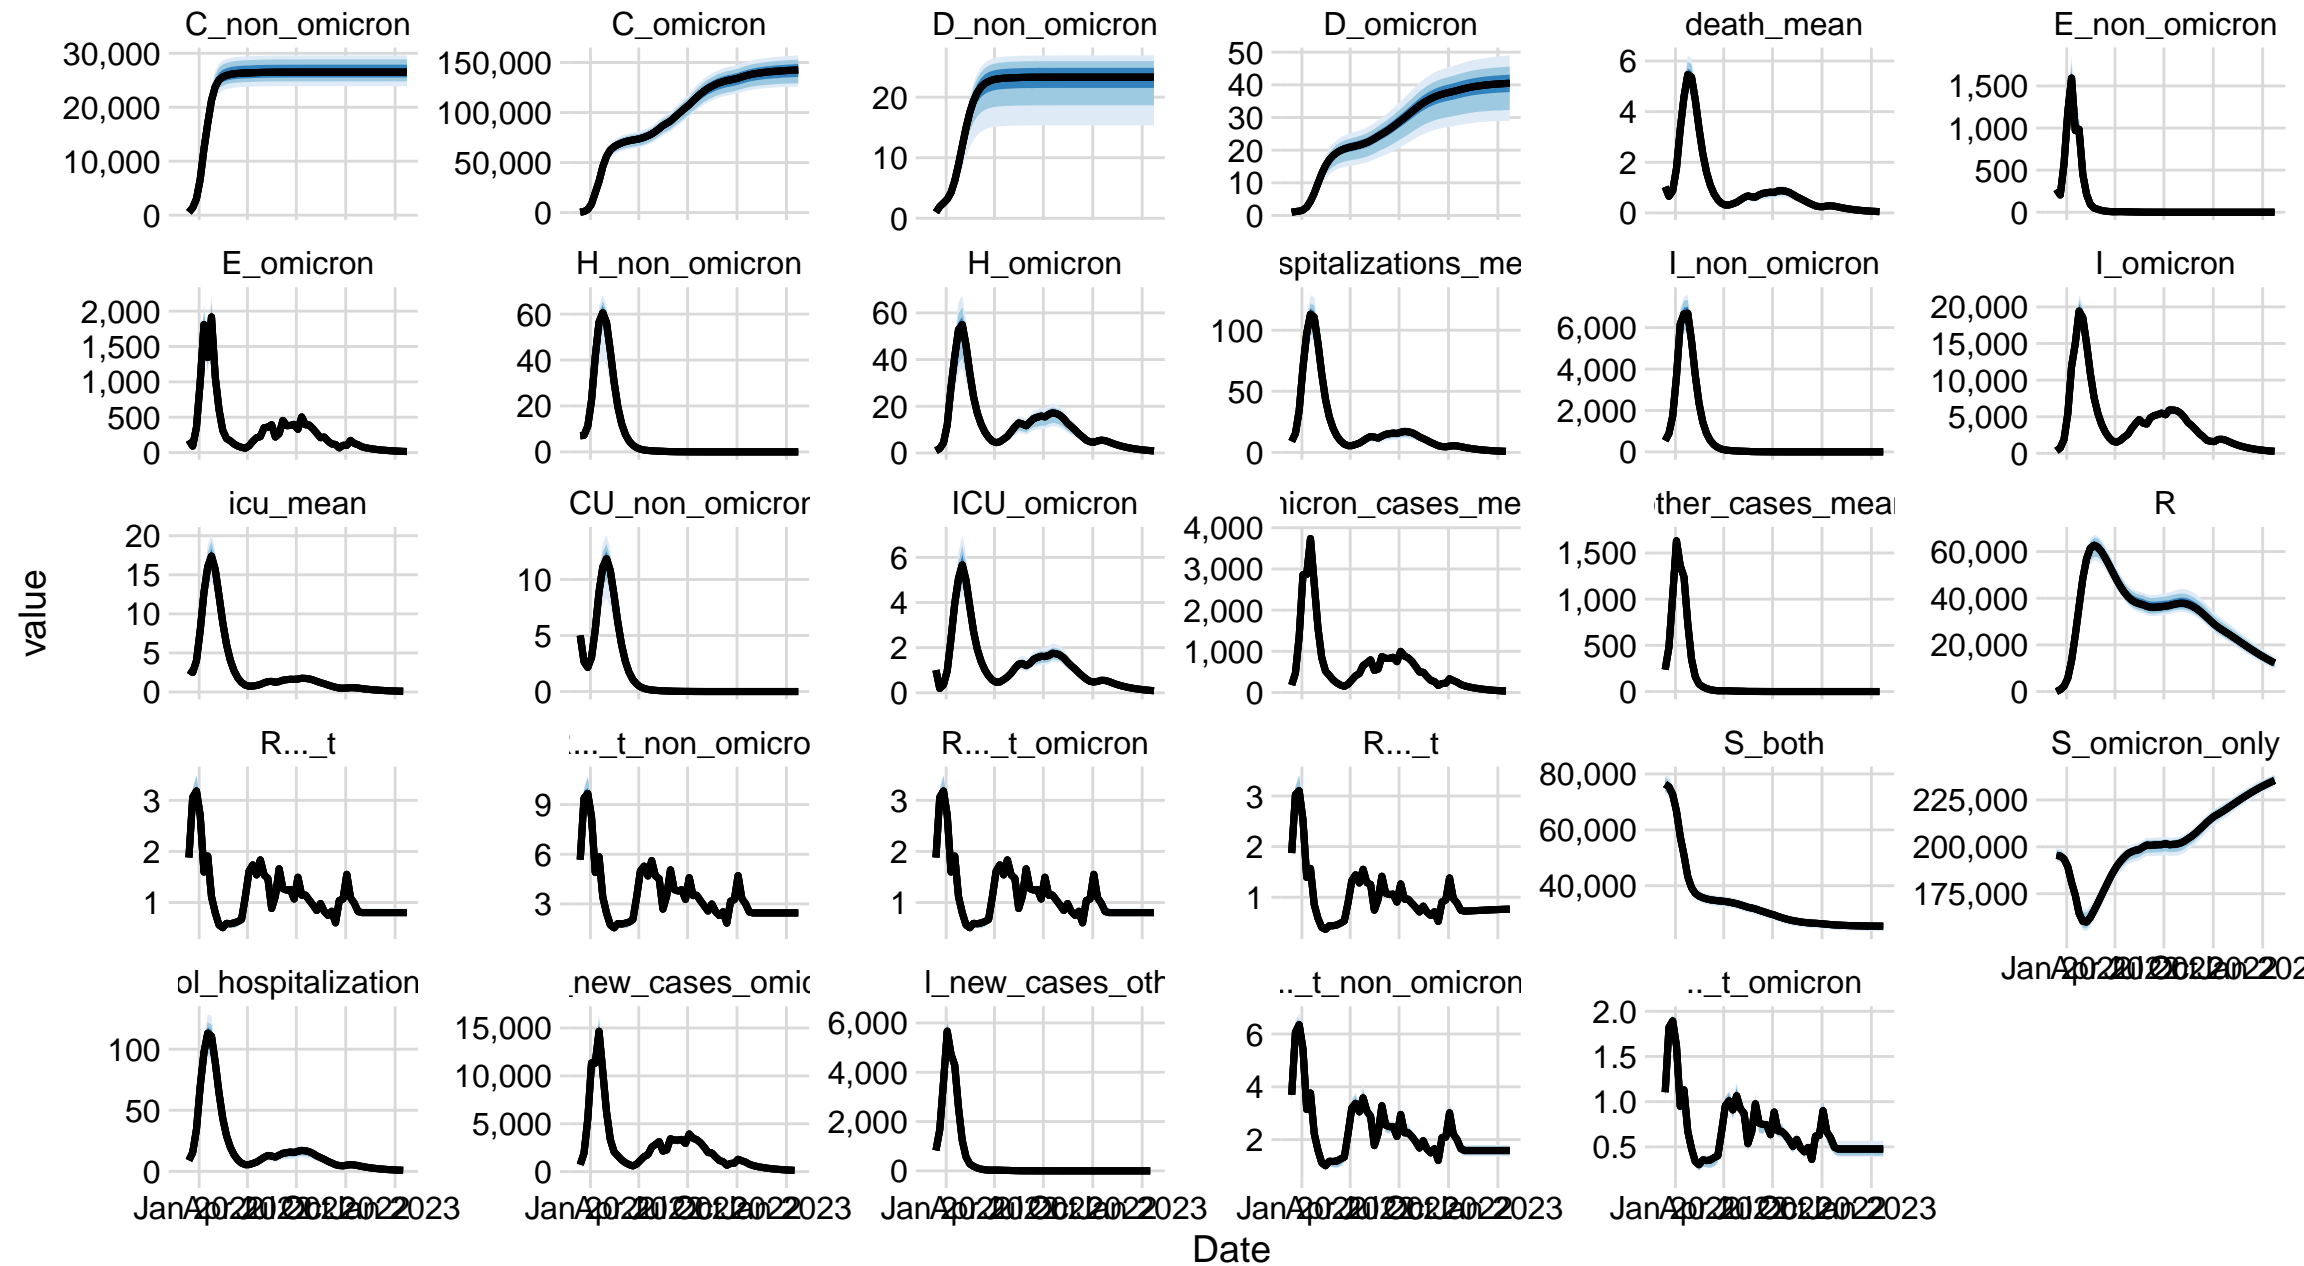 C_non_omicron C_omicron D_non_omicron D_omicron death_mean E_non_omicron
30,000 20,000 10,000 0
150,000 100,000 50,000 0
20 10 0
50 40 30 20 10 0
6 4 2 0
1,500 1,000 500 0
E_omicron H_non_omicron H_omicron spitalizations_me I_non_omicron I_omicron
2,000 1,500 1,000 500 0
60 40 20 0
60 40 20 0
100 50 0
6,000 4,000 2,000 0
20,000 15,000 10,000 5,000 0
icu_mean CU_non_omicror ICU_omicron nicron_cases_me ther_cases_mear R
20 15 10 5 0
10 5 0
6 4 2 0
4,000 3,000 2,000 1,000 0
1,500 1,000 500 0
60,000 40,000 20,000 0
value
R..._t ..._t_non_omicro R..._t_omicron R..._t S_both S_omicron_only
3 2 1
9 6 3
3 2 1
3 2 1
80,000 60,000 40,000
225,000 200,000 175,000
ol_hospitalization _new_cases_omic I_new_cases_oth .._t_non_omicron .._t_omicron
100 50 0
15,000 10,000 5,000 0
6,000 4,000 2,000 0
6 4 2
2.0 1.5 1.0 0.5
Date